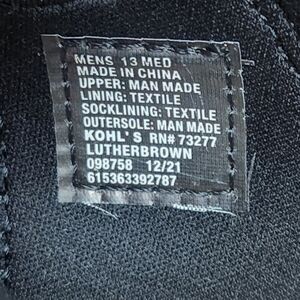 MENS 13 MED
MADE IN CHINA
UPPER: MAN MADE
LINING: TEXTILE
SOCKLINING: TEXTILE
OUTERSOLE: MAN MADE
KOHL'S RN# 73277
LUTHERBROWN
098758 12/21
615363392787